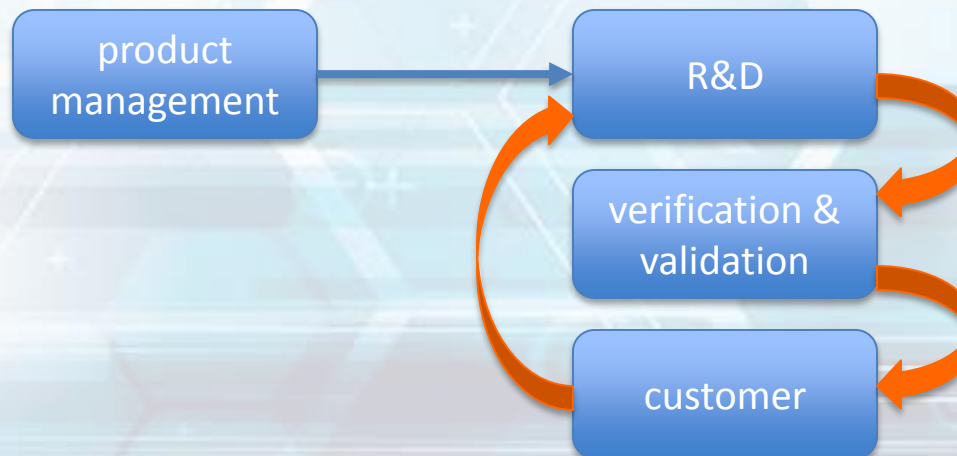 product
management
R&D
verification &
validation
customer